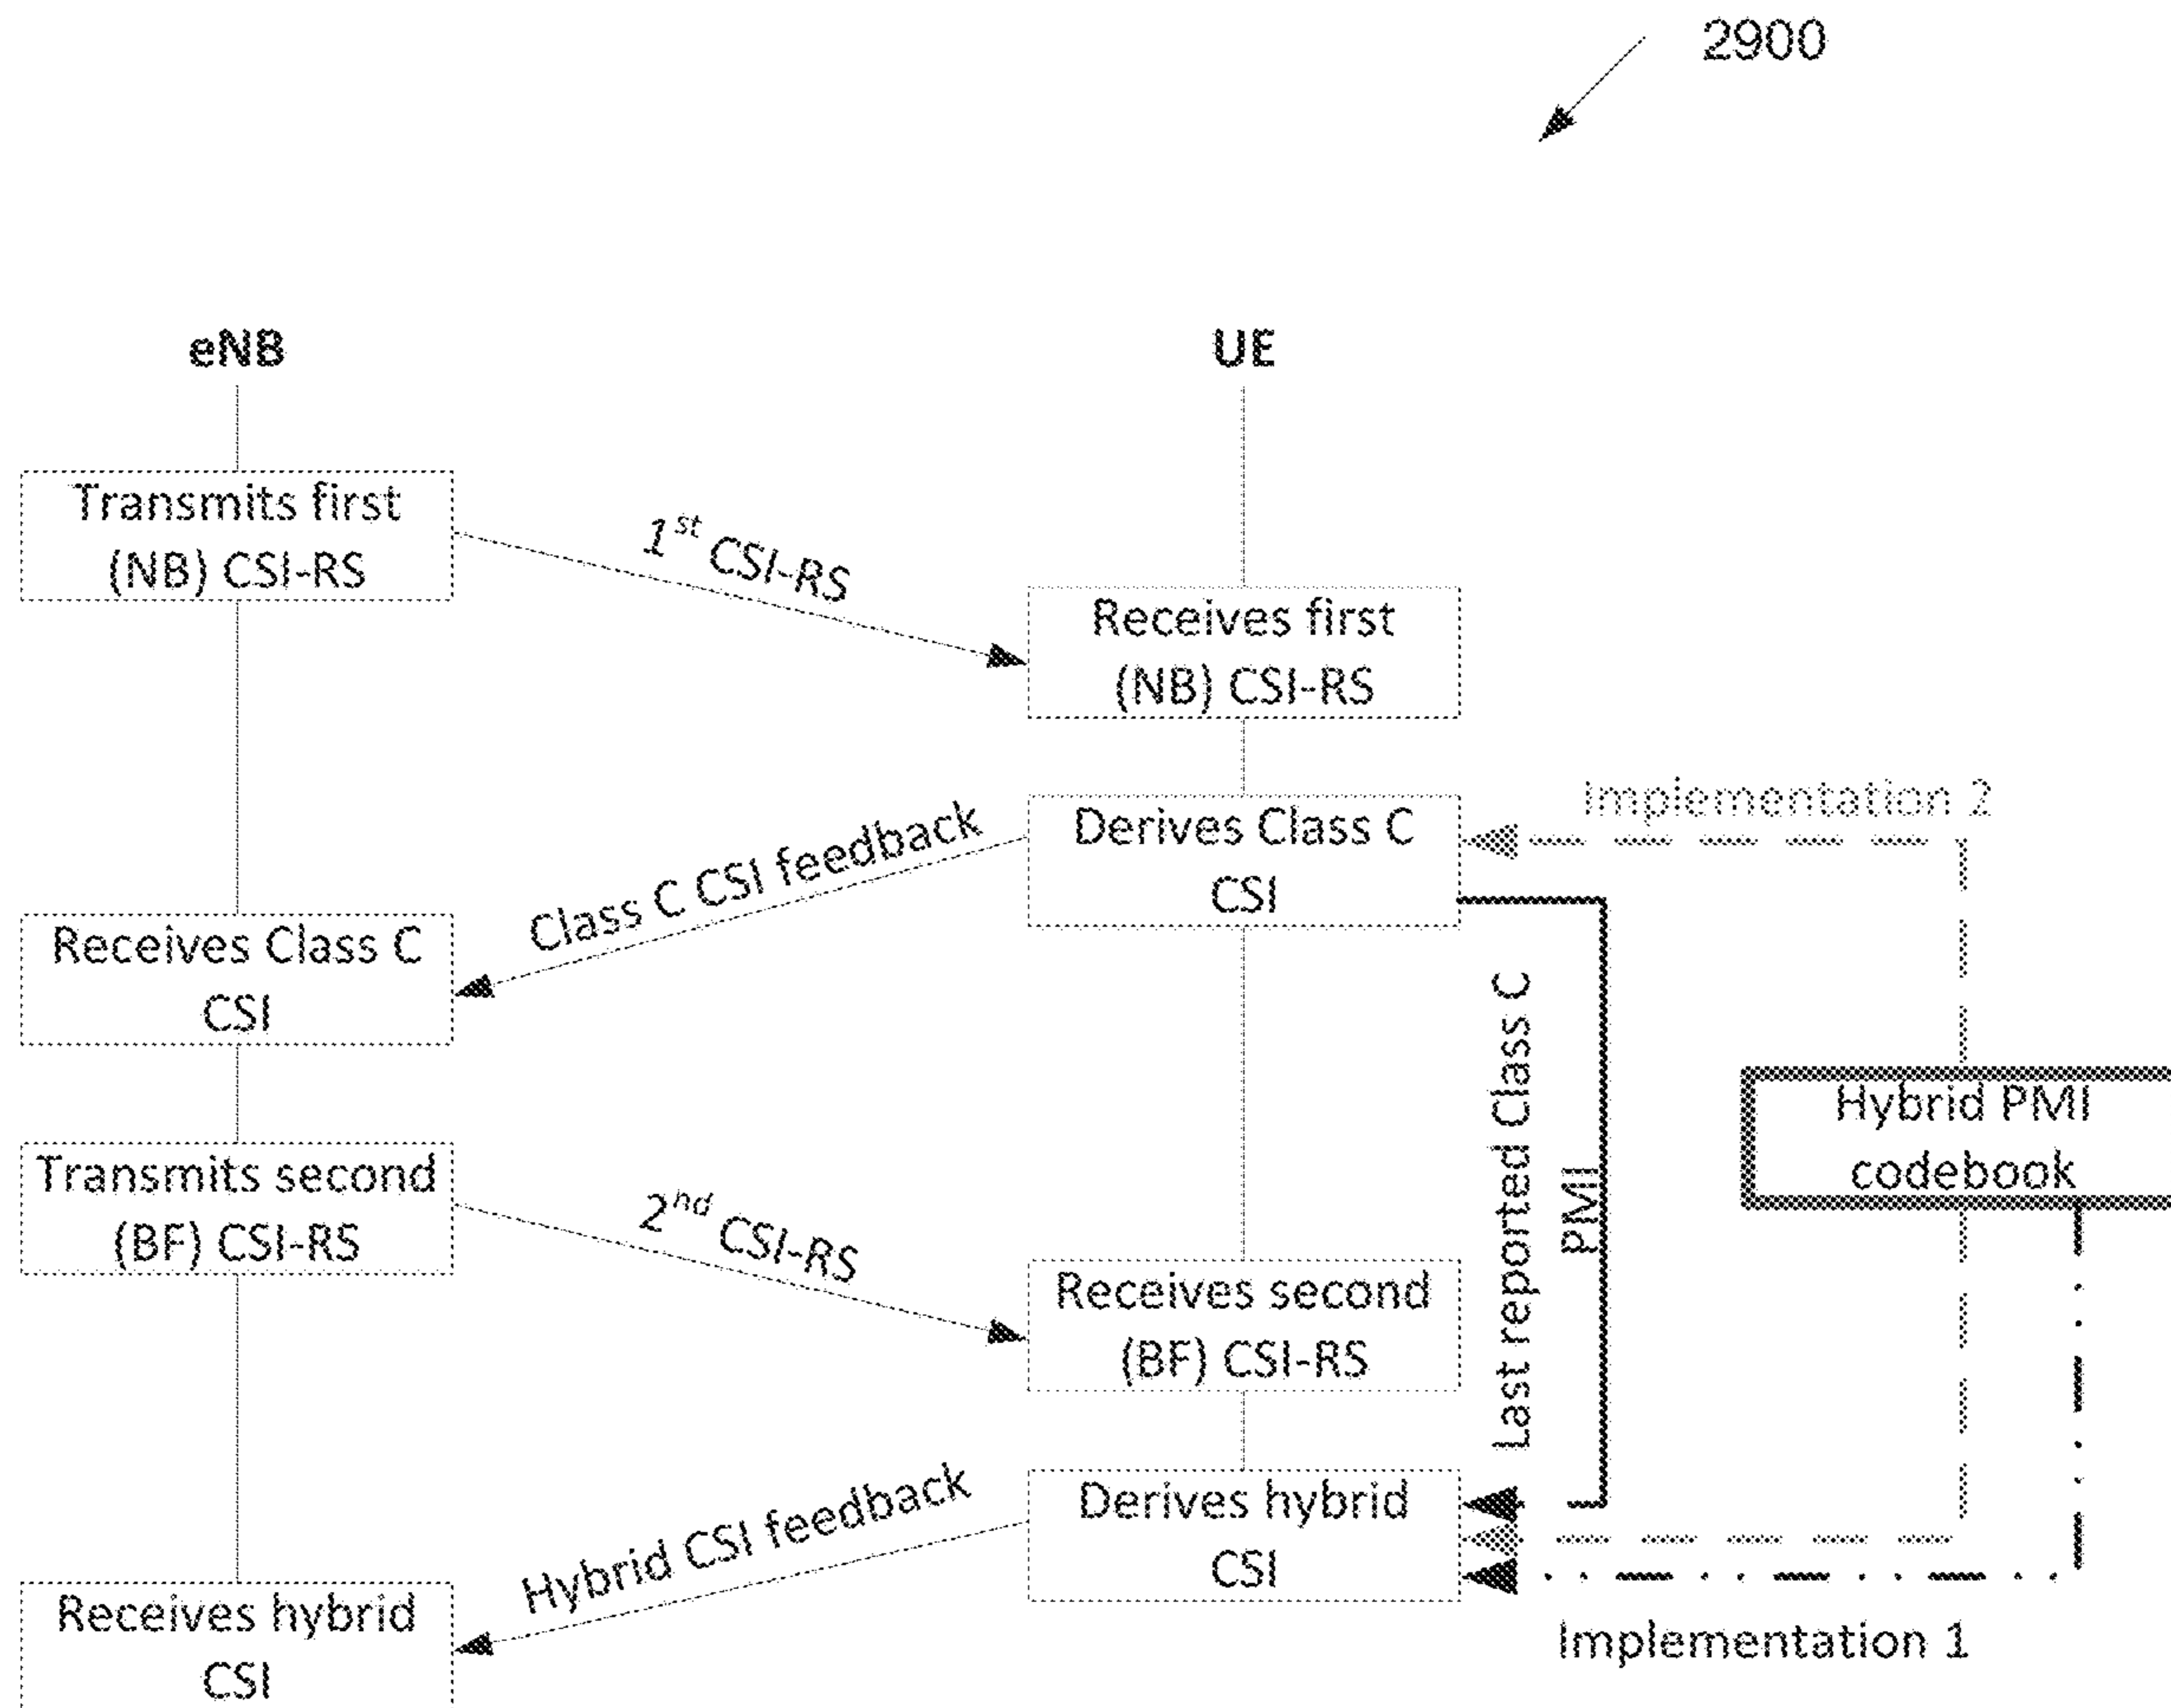 2900
eNB
UE
Transmits first
(NB) CSI-RS
1st CSI-RS
Receives first
(NB) CSI-RS
Implementation 2
Derives Class C
CSI
Class C CSI feedback
Receives Class C
CSI
Last reported Class C
PMI
Hybrid PMI
codebook
Transmits second
(BF) CSI-RS
2nd CSI-RS
Receives second
(BF) CSI-RS
Derives hybrid
CSI
Hybrid CSI feedback
Receives hybrid
CSI
Implementation 1